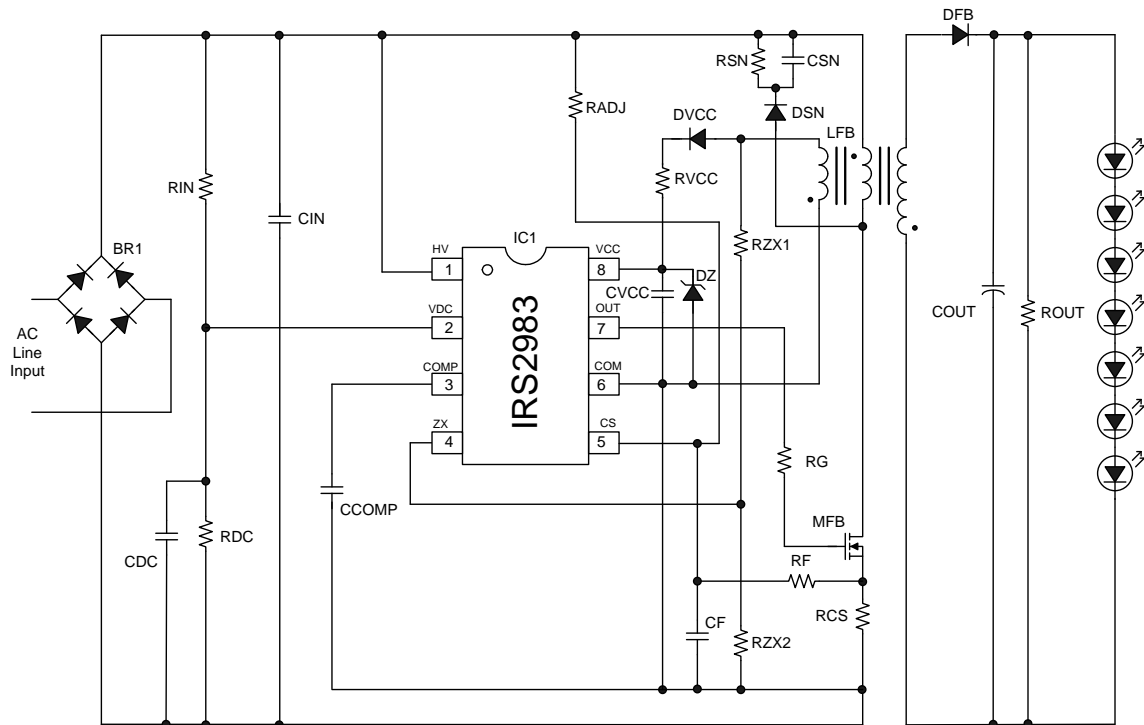 DFB
RSN
CSN
RADJ
DVCC
DSN
LFB
RVCC
RIN
CIN
IC1
RZX1
BR1
HV
1
VCC
8
DZ
CVCC
VDC
2
OUT
7
COUT
ROUT
AC
Line
Input
IRS2983
COMP
3
COM
6
ZX
4
CS
5
RG
CCOMP
MFB
CDC
RDC
RF
RCS
CF
RZX2